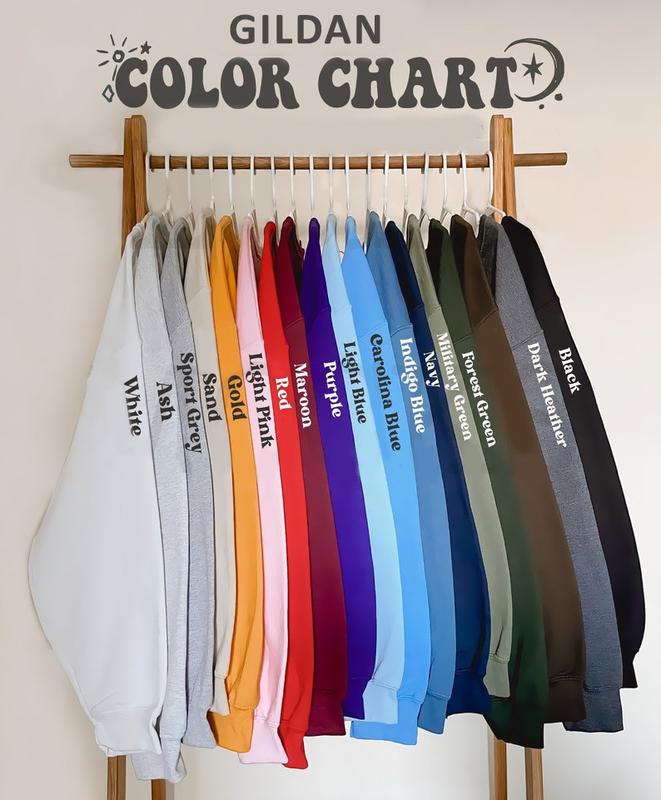 GILDAN
COLOR CHART
White
Ash
Sport Grey
Sand
Gold
Light Pink
Red
Maroon
Purple
Light Blue
Carolina Blue
Indigo Blue
Navy
Military Green
Forest Green
Dark Heather
Black